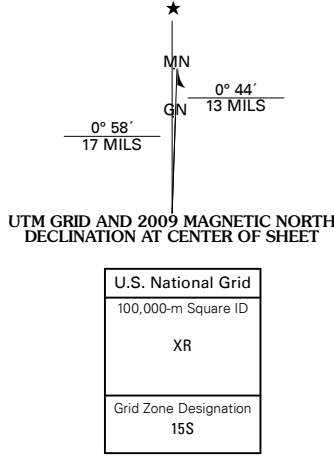 MN
0° 44´
GN
13 MILS
0° 58´
17 MILS
UTM GRID AND 2009 MAGNETIC NORTH
DECLINATION AT CENTER OF SHEET
U.S. National Grid
100,000-m Square ID
XR
Grid Zone Designation
15S